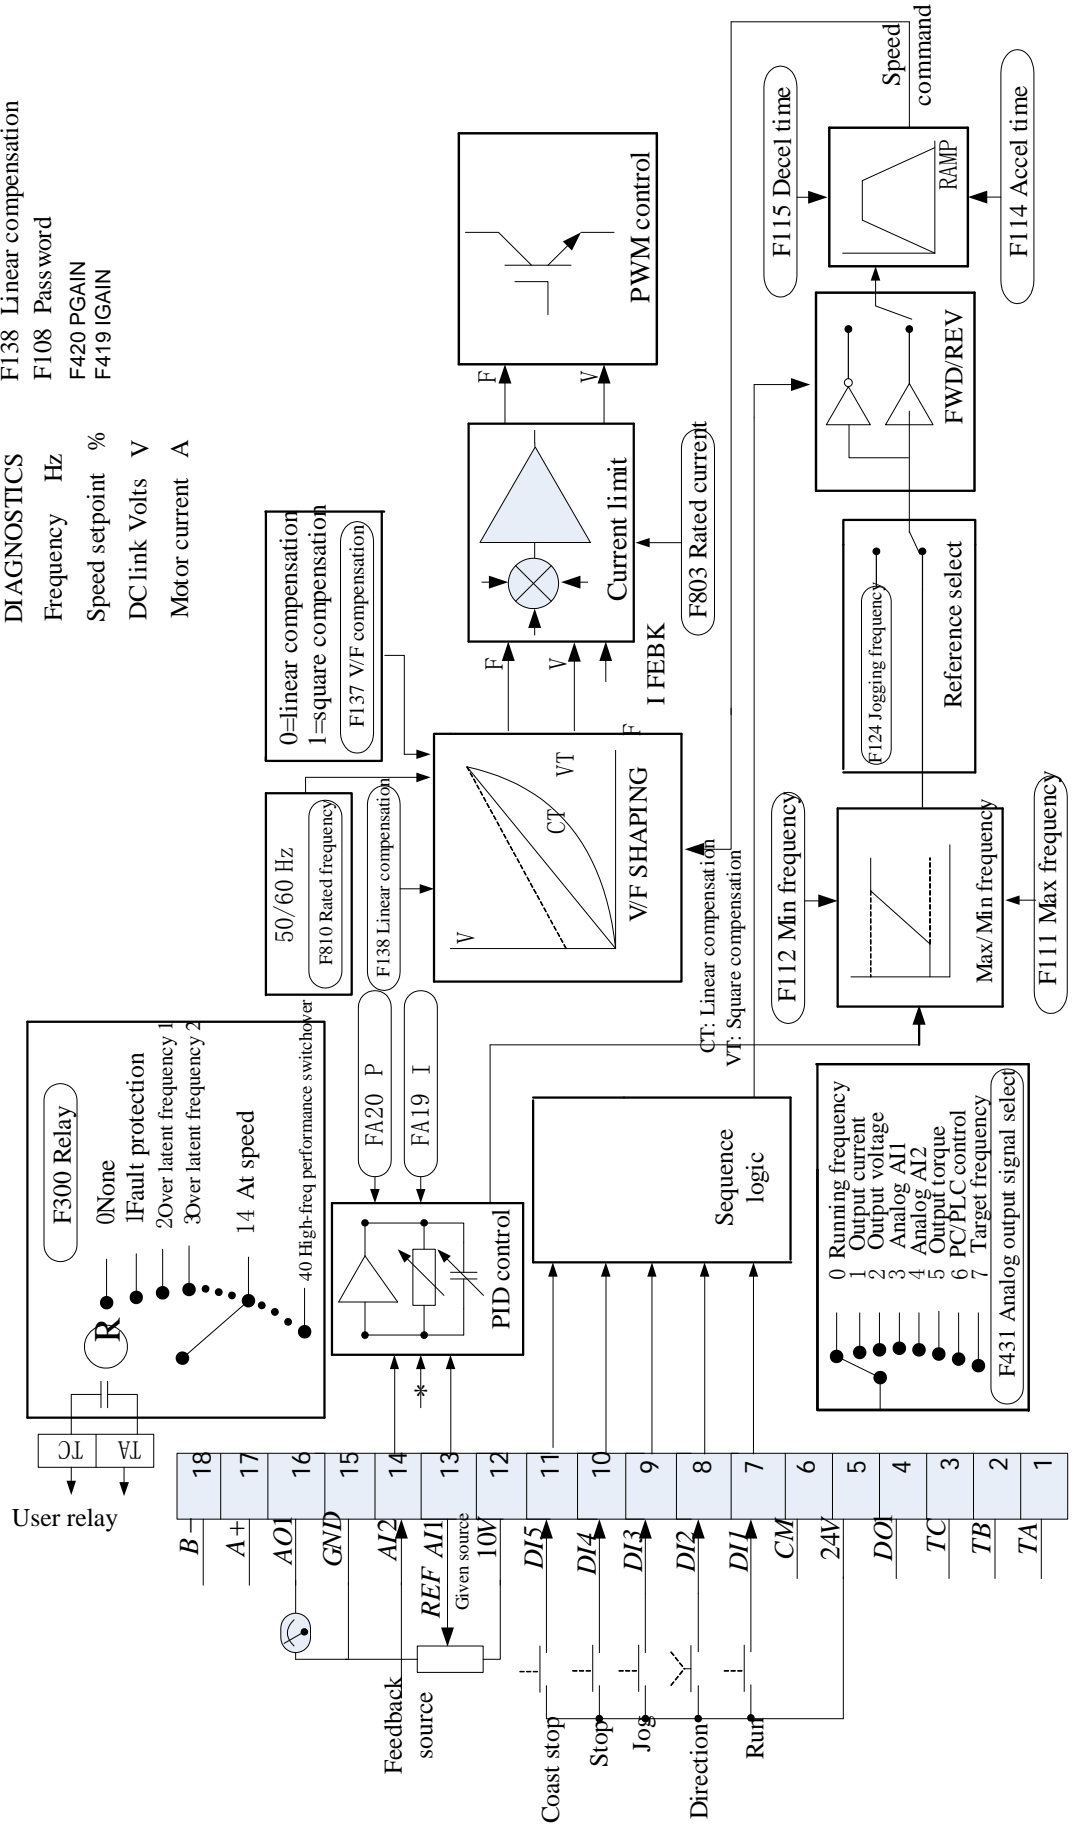 DIAGNOSTICS
Frequency Hz
Speed setpoint %
DC link Volts V
Motor current A
F138 Linear compensation
F108 Password
F420 PGAIN
F419 IGAIN
User relay
TC
TA
F300 Relay
R
0None
1Fault protection
2Over latent frequency 1
3Over latent frequency 2
14 At speed
40 High-freq performance switchover
50/60 Hz
F810 Rated frequency
0=linear compensation
1=square compensation
F137 V/F compensation
F138 Linear compensation
FA20 P
FA19 I
PID control
*
V
CT
VT
F
V/F SHAPING
F
V
I FEBK
Current limit
F803 Rated current
F
V
PWM control
CT: Linear compensation
VT: Square compensation
Sequence
logic
B-
18
A+
17
AO1
16
GND
15
AI2
14
REF AI1
13
Given source
10V
12
DI5
11
DI4
10
DI3
9
DI2
8
DI1
7
CM
6
24V
5
DO1
4
TC
3
TB
2
TA
1
Feedback
source
Coast stop
Stop
Jog
Direction
Run
0 Running frequency
1 Output current
2 Output voltage
3 Analog AI1
4 Analog AI2
5 Output torque
6 PC/PLC control
7 Target frequency
F431 Analog output signal select
F112 Min frequency
Max/Min frequency
F111 Max frequency
F124 Jogging frequency
Reference select
FWD/REV
F115 Decel time
RAMP
F114 Accel time
Speed
command